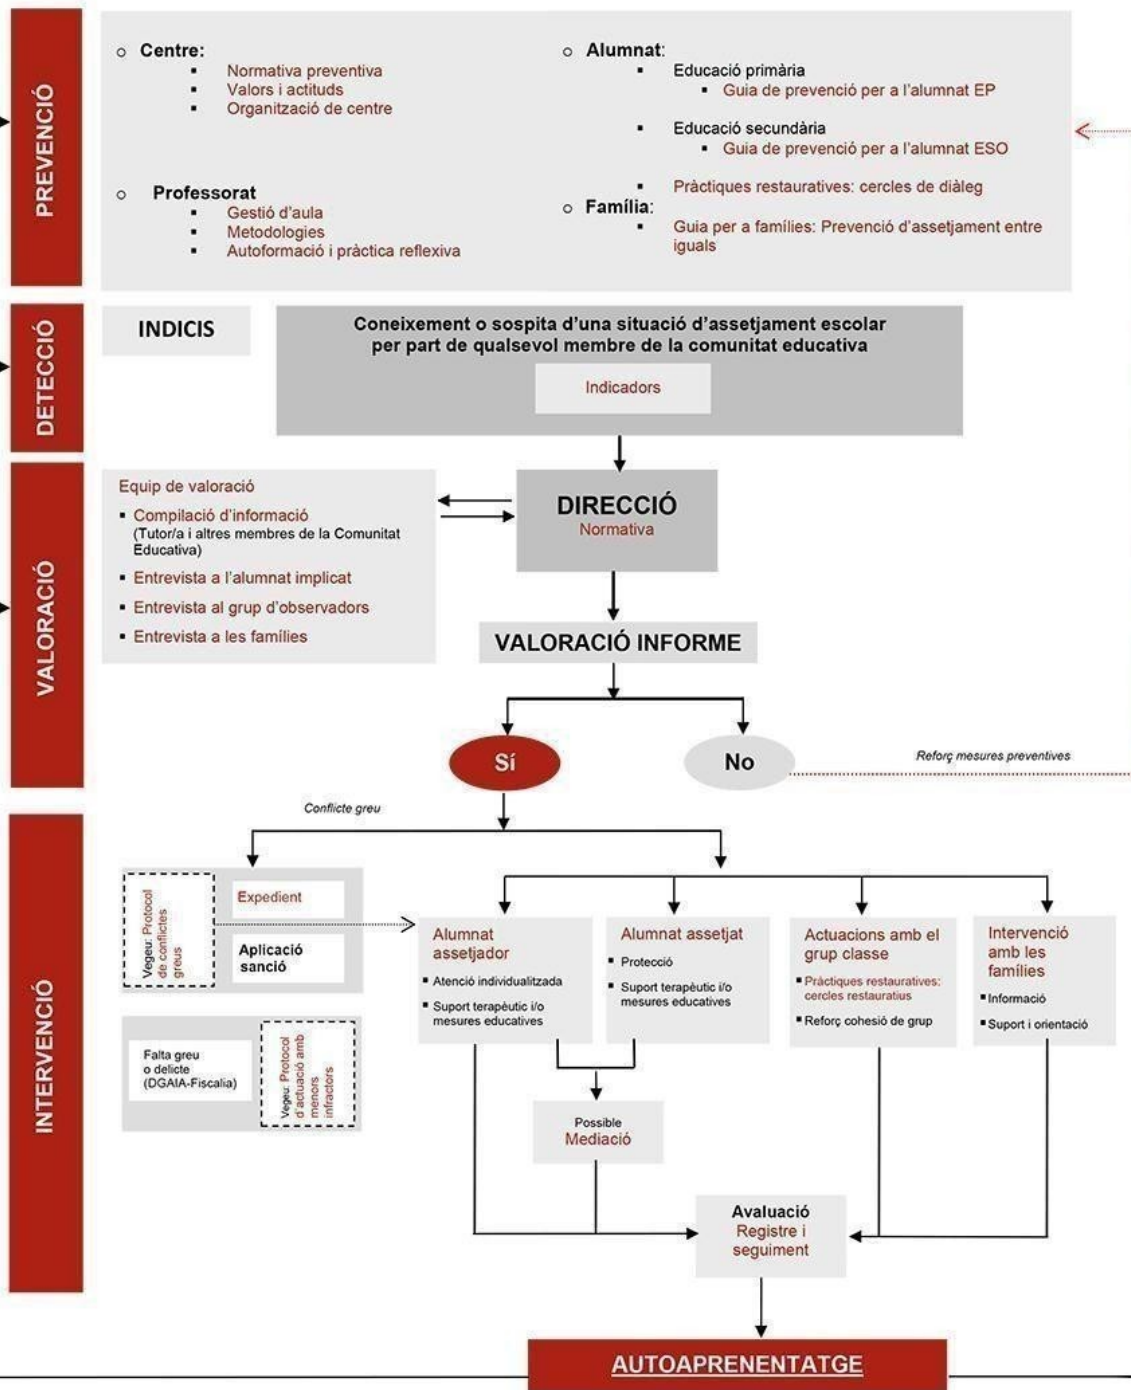 PREVENCIÓ
Centre:
Normativa preventiva
Valors i actituds
Organització de centre
Professorat
Gestió d'aula
Metodologies
Autoformació i pràctica reflexiva
Alumnat:
Educació primària
Guia de prevenció per a l'alumnat EP
Educació secundària
Guia de prevenció per a l'alumnat ESO
Pràctiques restauratives: cercles de diàleg
Família:
Guia per a famílies: Prevenció d'assetjament entre
iguals
DETECCIÓ
INDICIS
Coneixement o sospita d'una situació d'assetjament escolar
per part de qualsevol membre de la comunitat educativa
Indicadors
VALORACIÓ
Equip de valoració
Compilació d'informació
(Tutor/a i altres membres de la Comunitat
Educativa)
Entrevista a l'alumnat implicat
Entrevista al grup d'observadors
Entrevista a les famílies
DIRECCIÓ
Normativa
VALORACIÓ INFORME
Sí
No
Reforç mesures preventives
Conflicte greu
INTERVENCIÓ
Vegeu: Protocol
de conflictes
greus
Expedient
Aplicació
sanció
Falta greu
o delicte
(DGAIA-Fiscalia)
Vegeu: Protocol
d'actuació amb
menors
infractors
Alumnat
assetjador
Atenció individualitzada
Suport terapèutic i/o
mesures educatives
Alumnat assetjat
Protecció
Suport terapèutic i/o
mesures educatives
Actuacions amb el
grup classe
Pràctiques restauratives:
cercles restauratius
Reforç cohesió de grup
Intervenció
amb les
famílies
Informació
Suport i orientació
Possible
Mediació
Avaluació
Registre i
seguiment
AUTOAPRENENTATGE